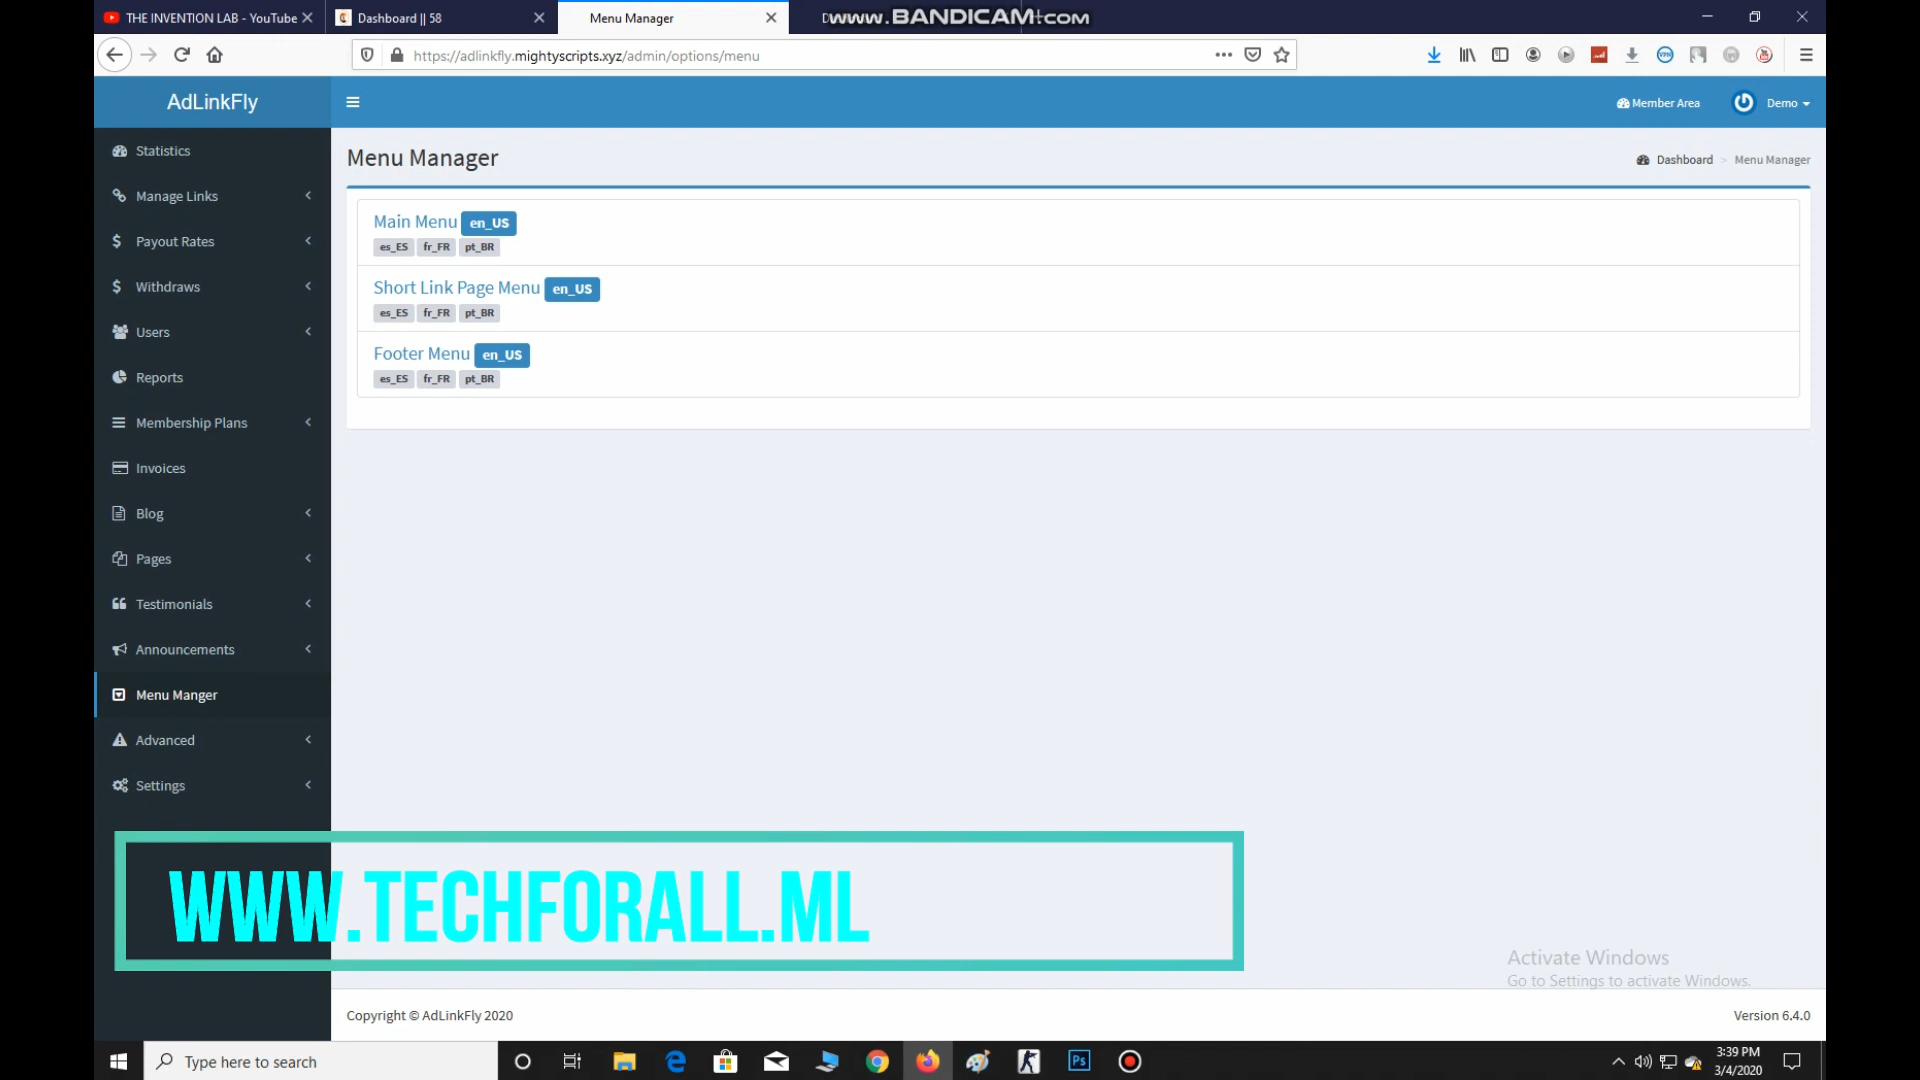 THE INVENTION LAB - YouTube
Dashboard || 58
Menu Manager
www.BANDICAM.com
https://adlinkfly.mightyscripts.xyz/admin/options/menu
AdLinkFly
Member Area
Demo
Statistics
Manage Links
Payout Rates
Withdraws
Users
Reports
Membership Plans
Invoices
Blog
Pages
Testimonials
Announcements
Menu Manger
Advanced
Settings
Menu Manager
Dashboard > Menu Manager
Main Menu en_US
es_ES fr_FR pt_BR
Short Link Page Menu en_US
es_ES fr_FR pt_BR
Footer Menu en_US
es_ES fr_FR pt_BR
WWW.TECHFORALL.ML
Activate Windows
Go to Settings to activate Windows.
Copyright © AdLinkFly 2020
Version 6.4.0
Type here to search
Ps
3:39 PM
3/4/2020